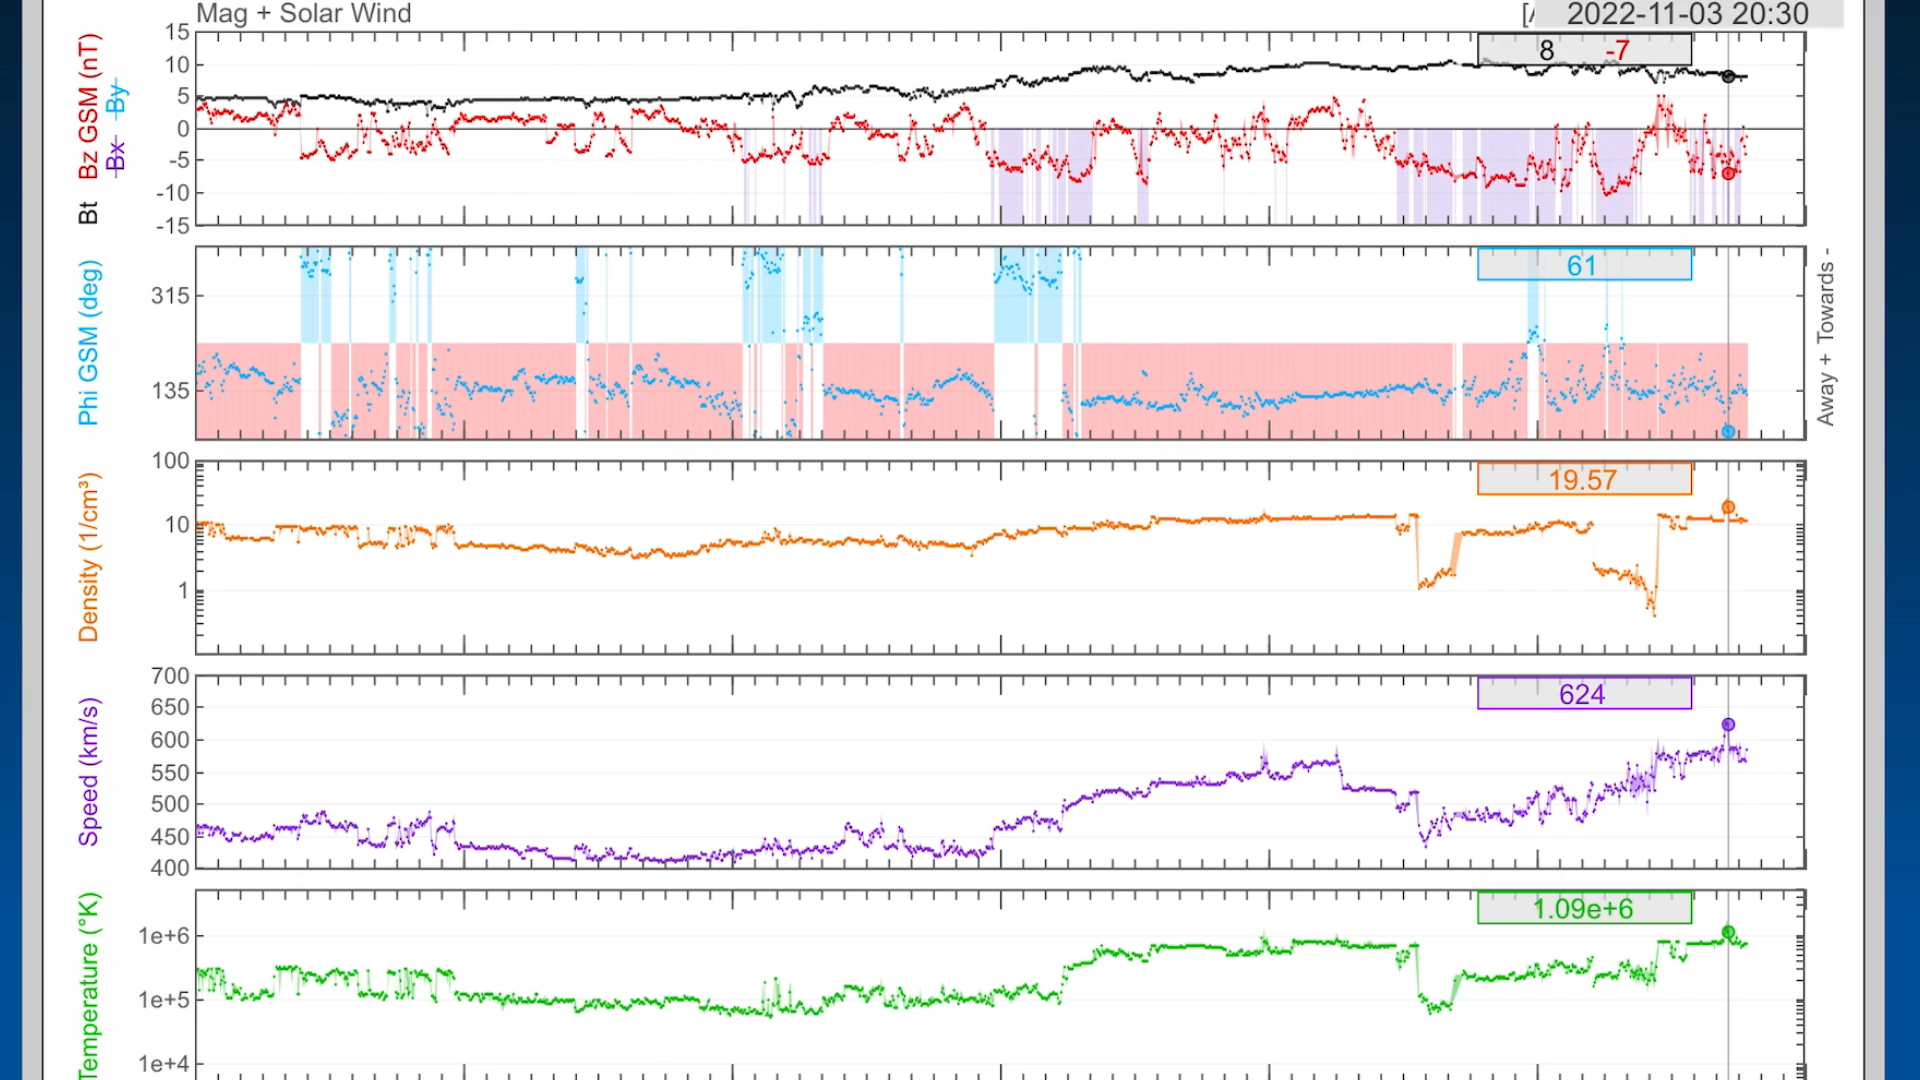 Mag + Solar Wind
2022-11-03 20:30
Bt Bz GSM (nT)
Bx By
15
10
5
0
-5
-10
-15
8 -7
Phi GSM (deg)
315
135
61
Away + Towards -
Density (1/cm³)
100
10
1
19.57
Speed (km/s)
700
650
600
550
500
450
400
624
Temperature (°K)
1e+6
1e+5
1e+4
1.09e+6